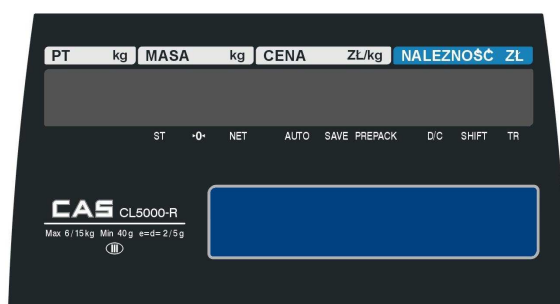 PT kg MASA kg CENA ZŁ/kg NALEZNOŚĆ ZŁ
ST ▸0◂ NET AUTO SAVE PREPACK D/C SHIFT TR
CAS CL5000-R
Max 6/15kg Min 40g e=d=2/5g
III